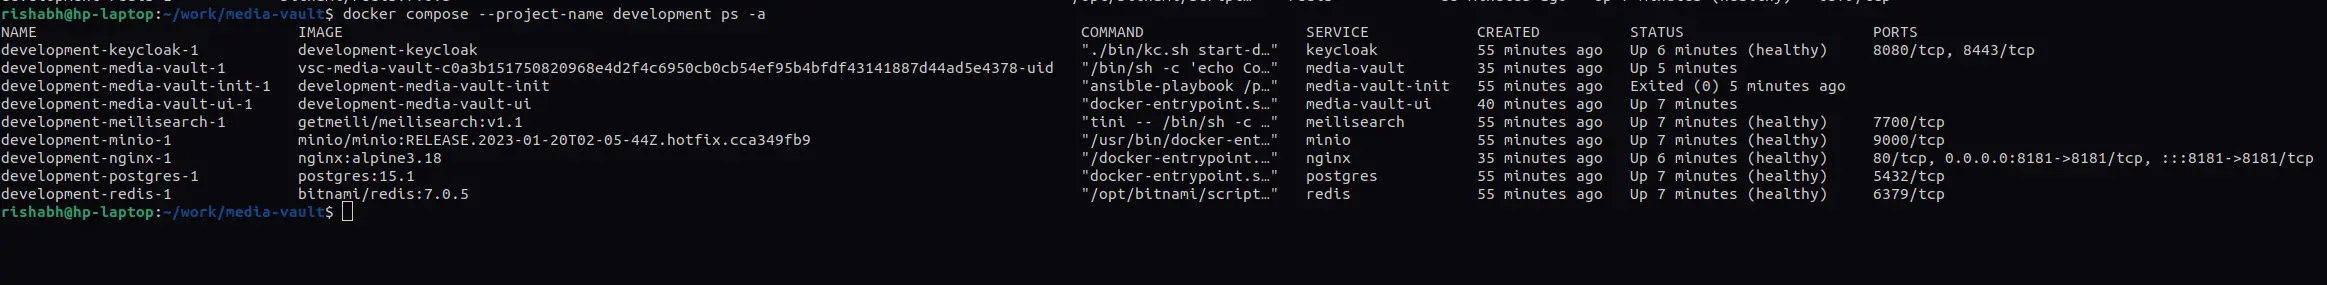 rishabh@hp-laptop:~/work/media-vault$ docker compose --project-name development ps -a
NAME IMAGE COMMAND SERVICE CREATED STATUS PORTS
development-keycloak-1 development-keycloak "./bin/kc.sh start-d…" keycloak 55 minutes ago Up 6 minutes (healthy) 8080/tcp, 8443/tcp
development-media-vault-1 vsc-media-vault-c0a3b151750820968e4d2f4c6950cb0cb54ef95b4bfdf43141887d44ad5e4378-uid "/bin/sh -c 'echo Co…" media-vault 35 minutes ago Up 5 minutes
development-media-vault-init-1 development-media-vault-init "ansible-playbook /p…" media-vault-init 55 minutes ago Exited (0) 5 minutes ago
development-media-vault-ui-1 development-media-vault-ui "docker-entrypoint.s…" media-vault-ui 40 minutes ago Up 7 minutes
development-meilisearch-1 getmeili/meilisearch:v1.1 "tini -- /bin/sh -c …" meilisearch 55 minutes ago Up 7 minutes (healthy) 7700/tcp
development-minio-1 minio/minio:RELEASE.2023-01-20T02-05-44Z.hotfix.cca349fb9 "/usr/bin/docker-ent…" minio 55 minutes ago Up 7 minutes (healthy) 9000/tcp
development-nginx-1 nginx:alpine3.18 "/docker-entrypoint.…" nginx 35 minutes ago Up 6 minutes (healthy) 80/tcp, 0.0.0.0:8181->8181/tcp, :::8181->8181/tcp
development-postgres-1 postgres:15.1 "docker-entrypoint.s…" postgres 55 minutes ago Up 7 minutes (healthy) 5432/tcp
development-redis-1 bitnami/redis:7.0.5 "/opt/bitnami/script…" redis 55 minutes ago Up 7 minutes (healthy) 6379/tcp
rishabh@hp-laptop:~/work/media-vault$